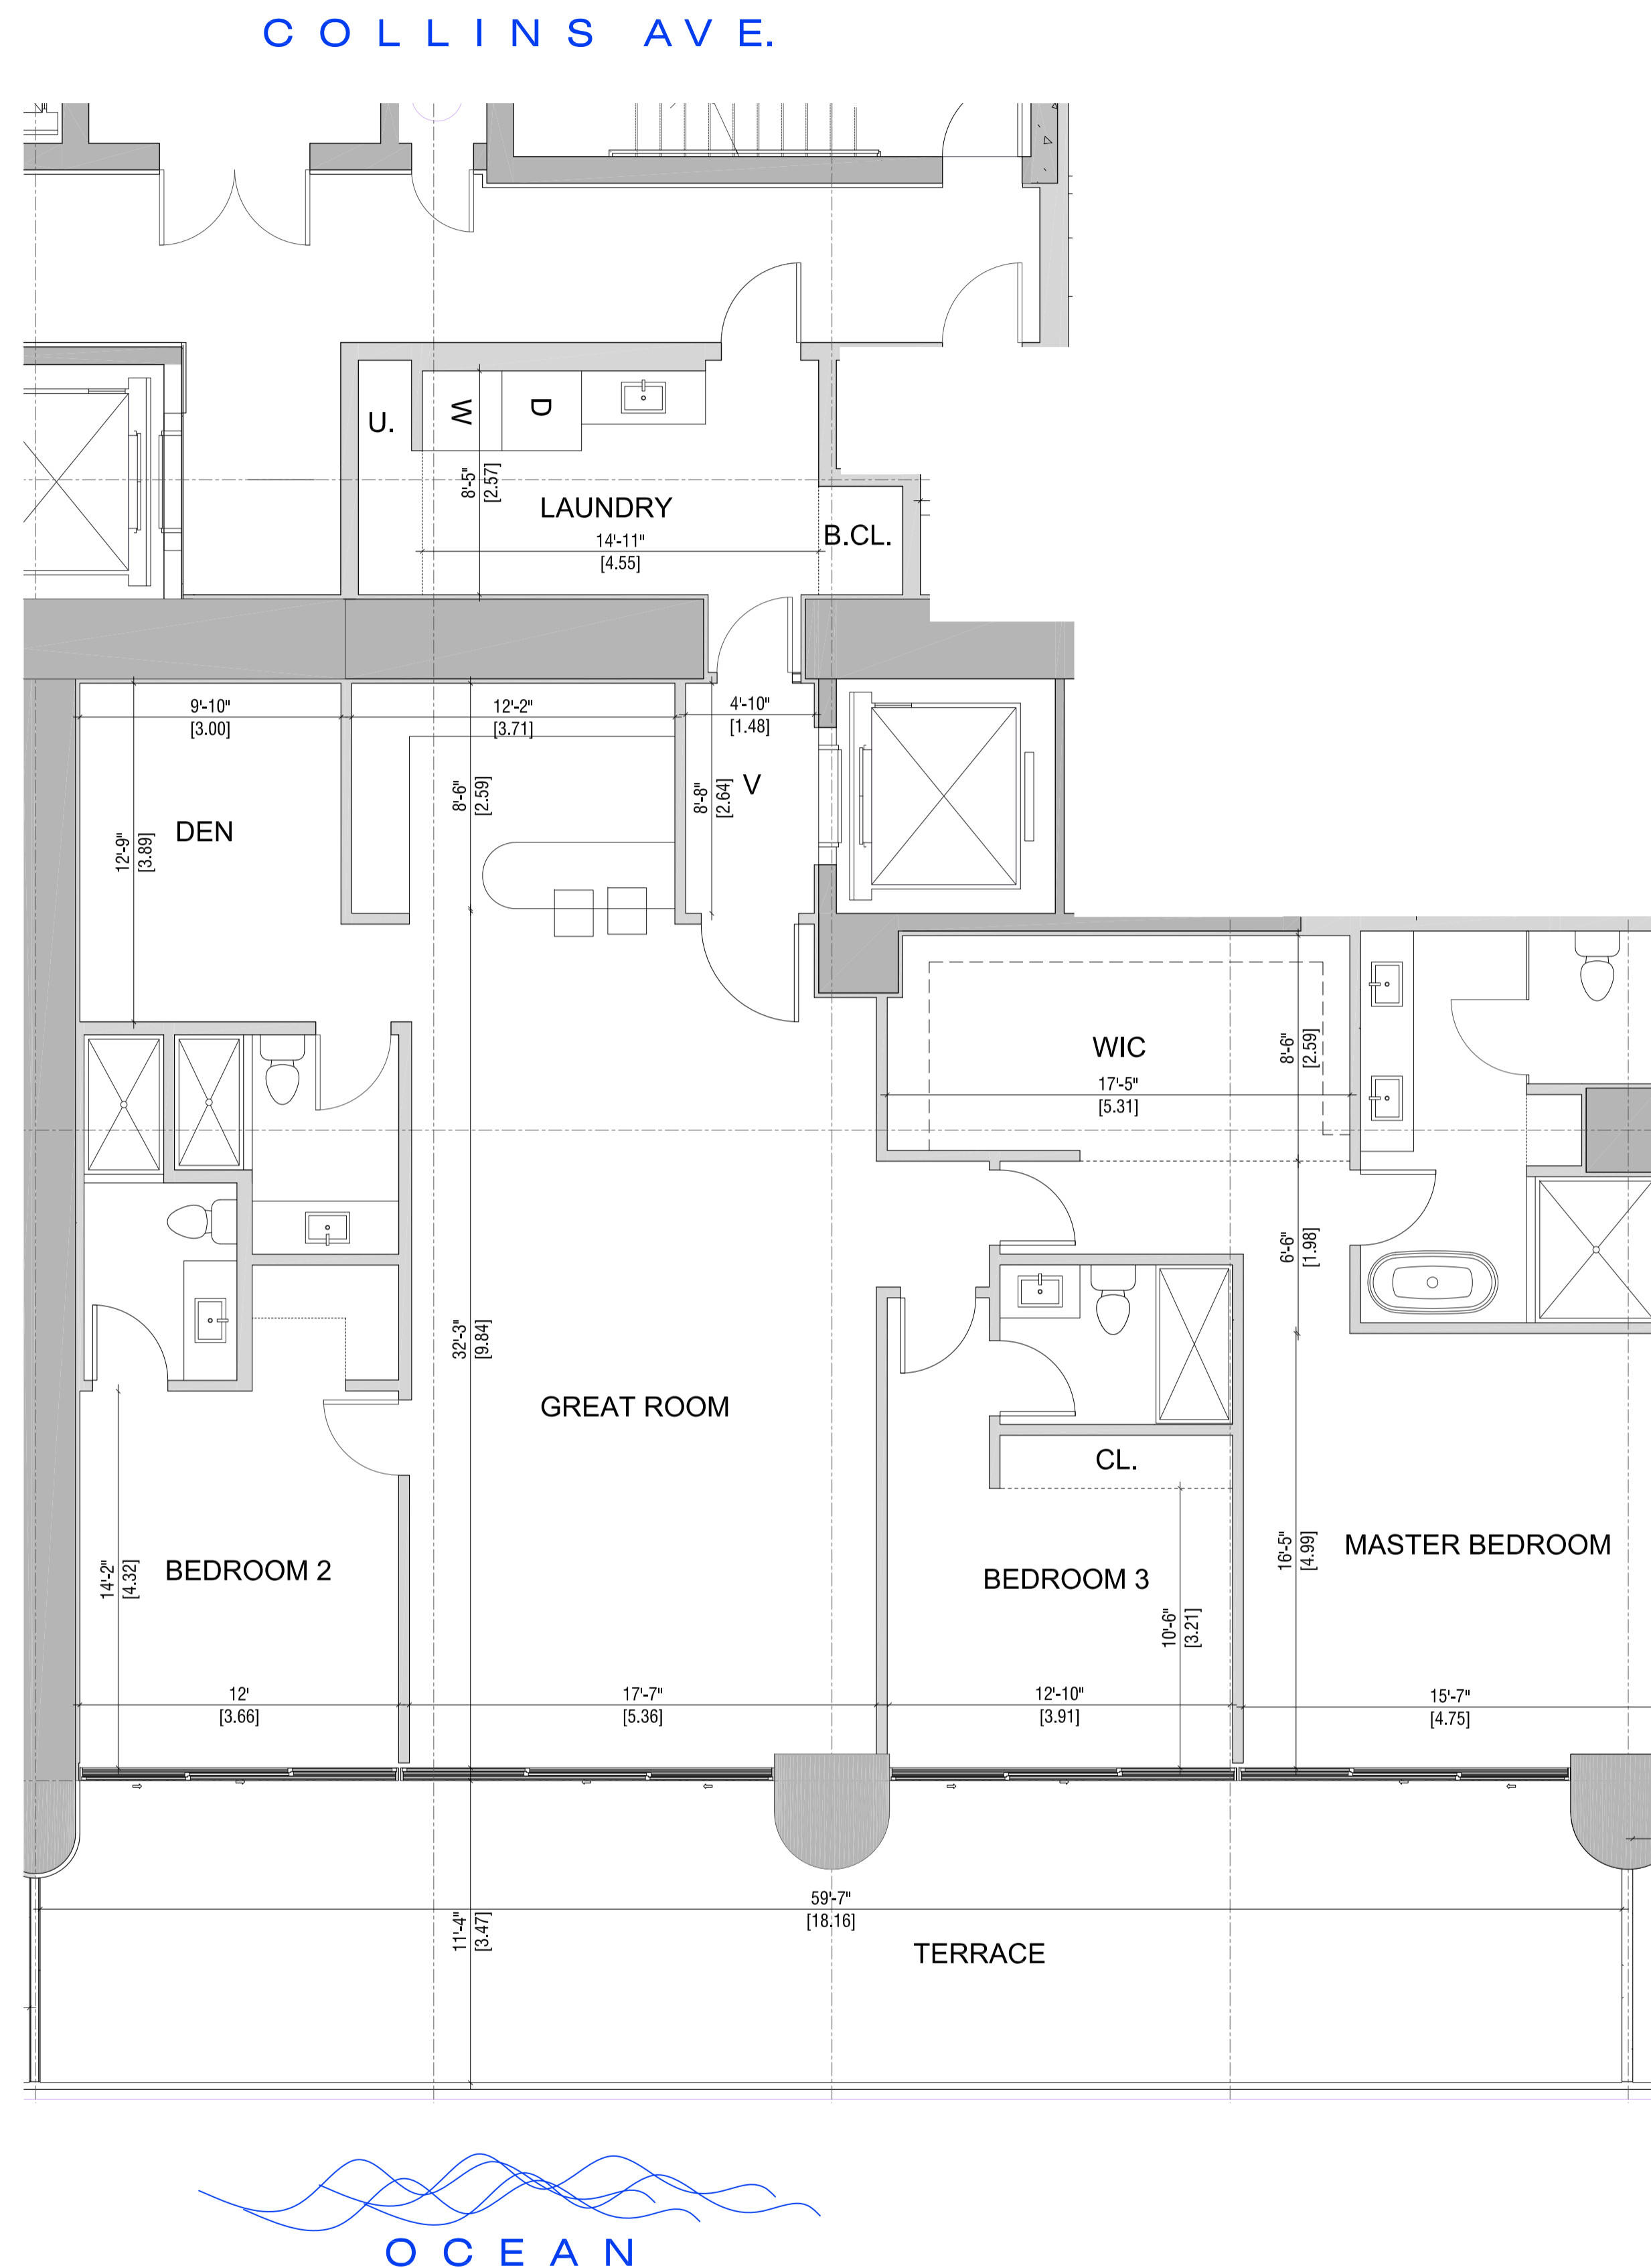 COLLINS AVE.
U.
W
D
8'-5"
[2.57]
LAUNDRY
14'-11"
[4.55]
B.CL.
9'-10"
[3.00]
12'-2"
[3.71]
4'-10"
[1.48]
8'-6"
[2.59]
8'-8"
[2.64]
V
DEN
12'-9"
[3.89]
WIC
17'-5"
[5.31]
8'-6"
[2.59]
6'-6"
[1.98]
32'-3"
[9.84]
GREAT ROOM
CL.
14'-2"
[4.32]
BEDROOM 2
BEDROOM 3
10'-6"
[3.21]
16'-5"
[4.99]
MASTER BEDROOM
12'
[3.66]
17'-7"
[5.36]
12'-10"
[3.91]
15'-7"
[4.75]
59'-7"
[18.16]
11'-4"
[3.47]
TERRACE
OCEAN